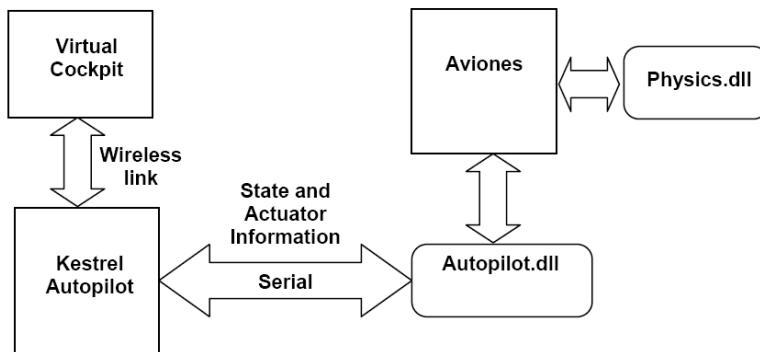 Virtual
Cockpit
Aviones
Physics.dll
Wireless
link
State and
Actuator
Information
Kestrel
Autopilot
Serial
Autopilot.dll